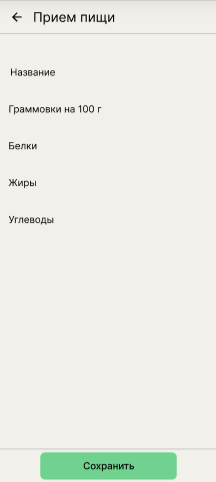 Прием пищи
Название
Граммовки на 100 г
Белки
Жиры
Углеводы
Сохранить